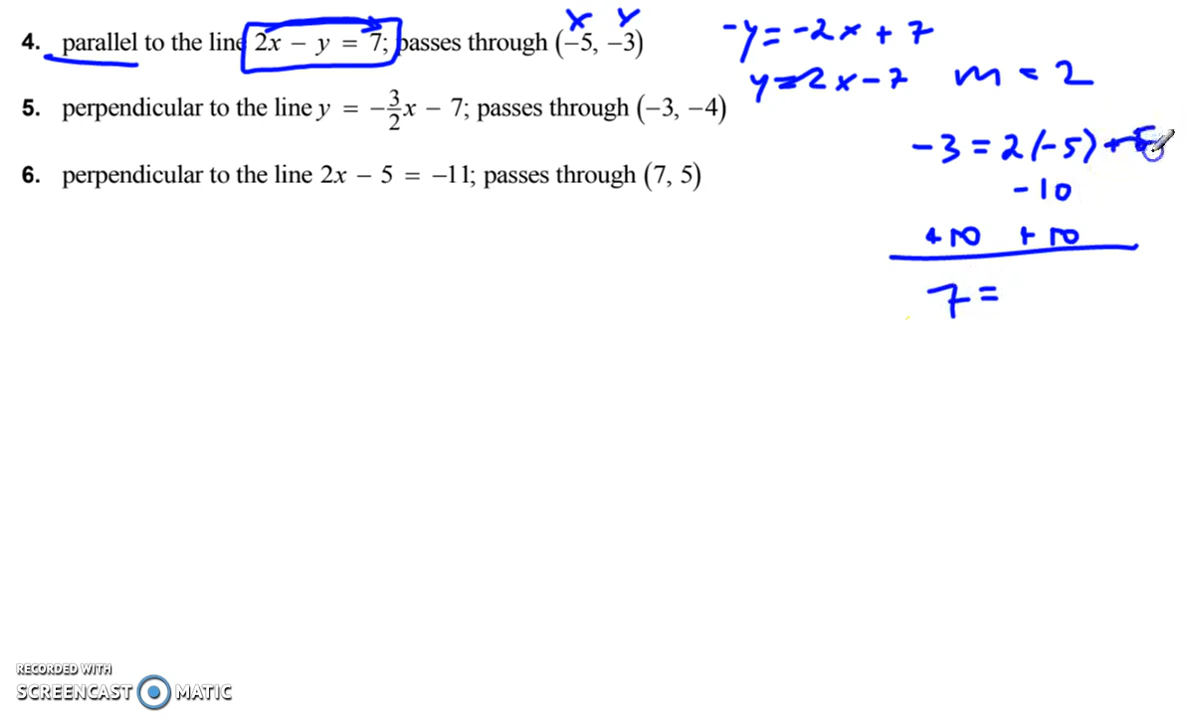 4. parallel to the line 2x − y = 7; passes through (−5, −3)
x y
5. perpendicular to the line y = −3/2x − 7; passes through (−3, −4)
6. perpendicular to the line 2x − 5 = −11; passes through (7, 5)
-y = -2x + 7
y = 2x - 7 m = 2
-3 = 2(-5) +
-10
+10 +10
7 =
RECORDED WITH
SCREENCAST MATIC